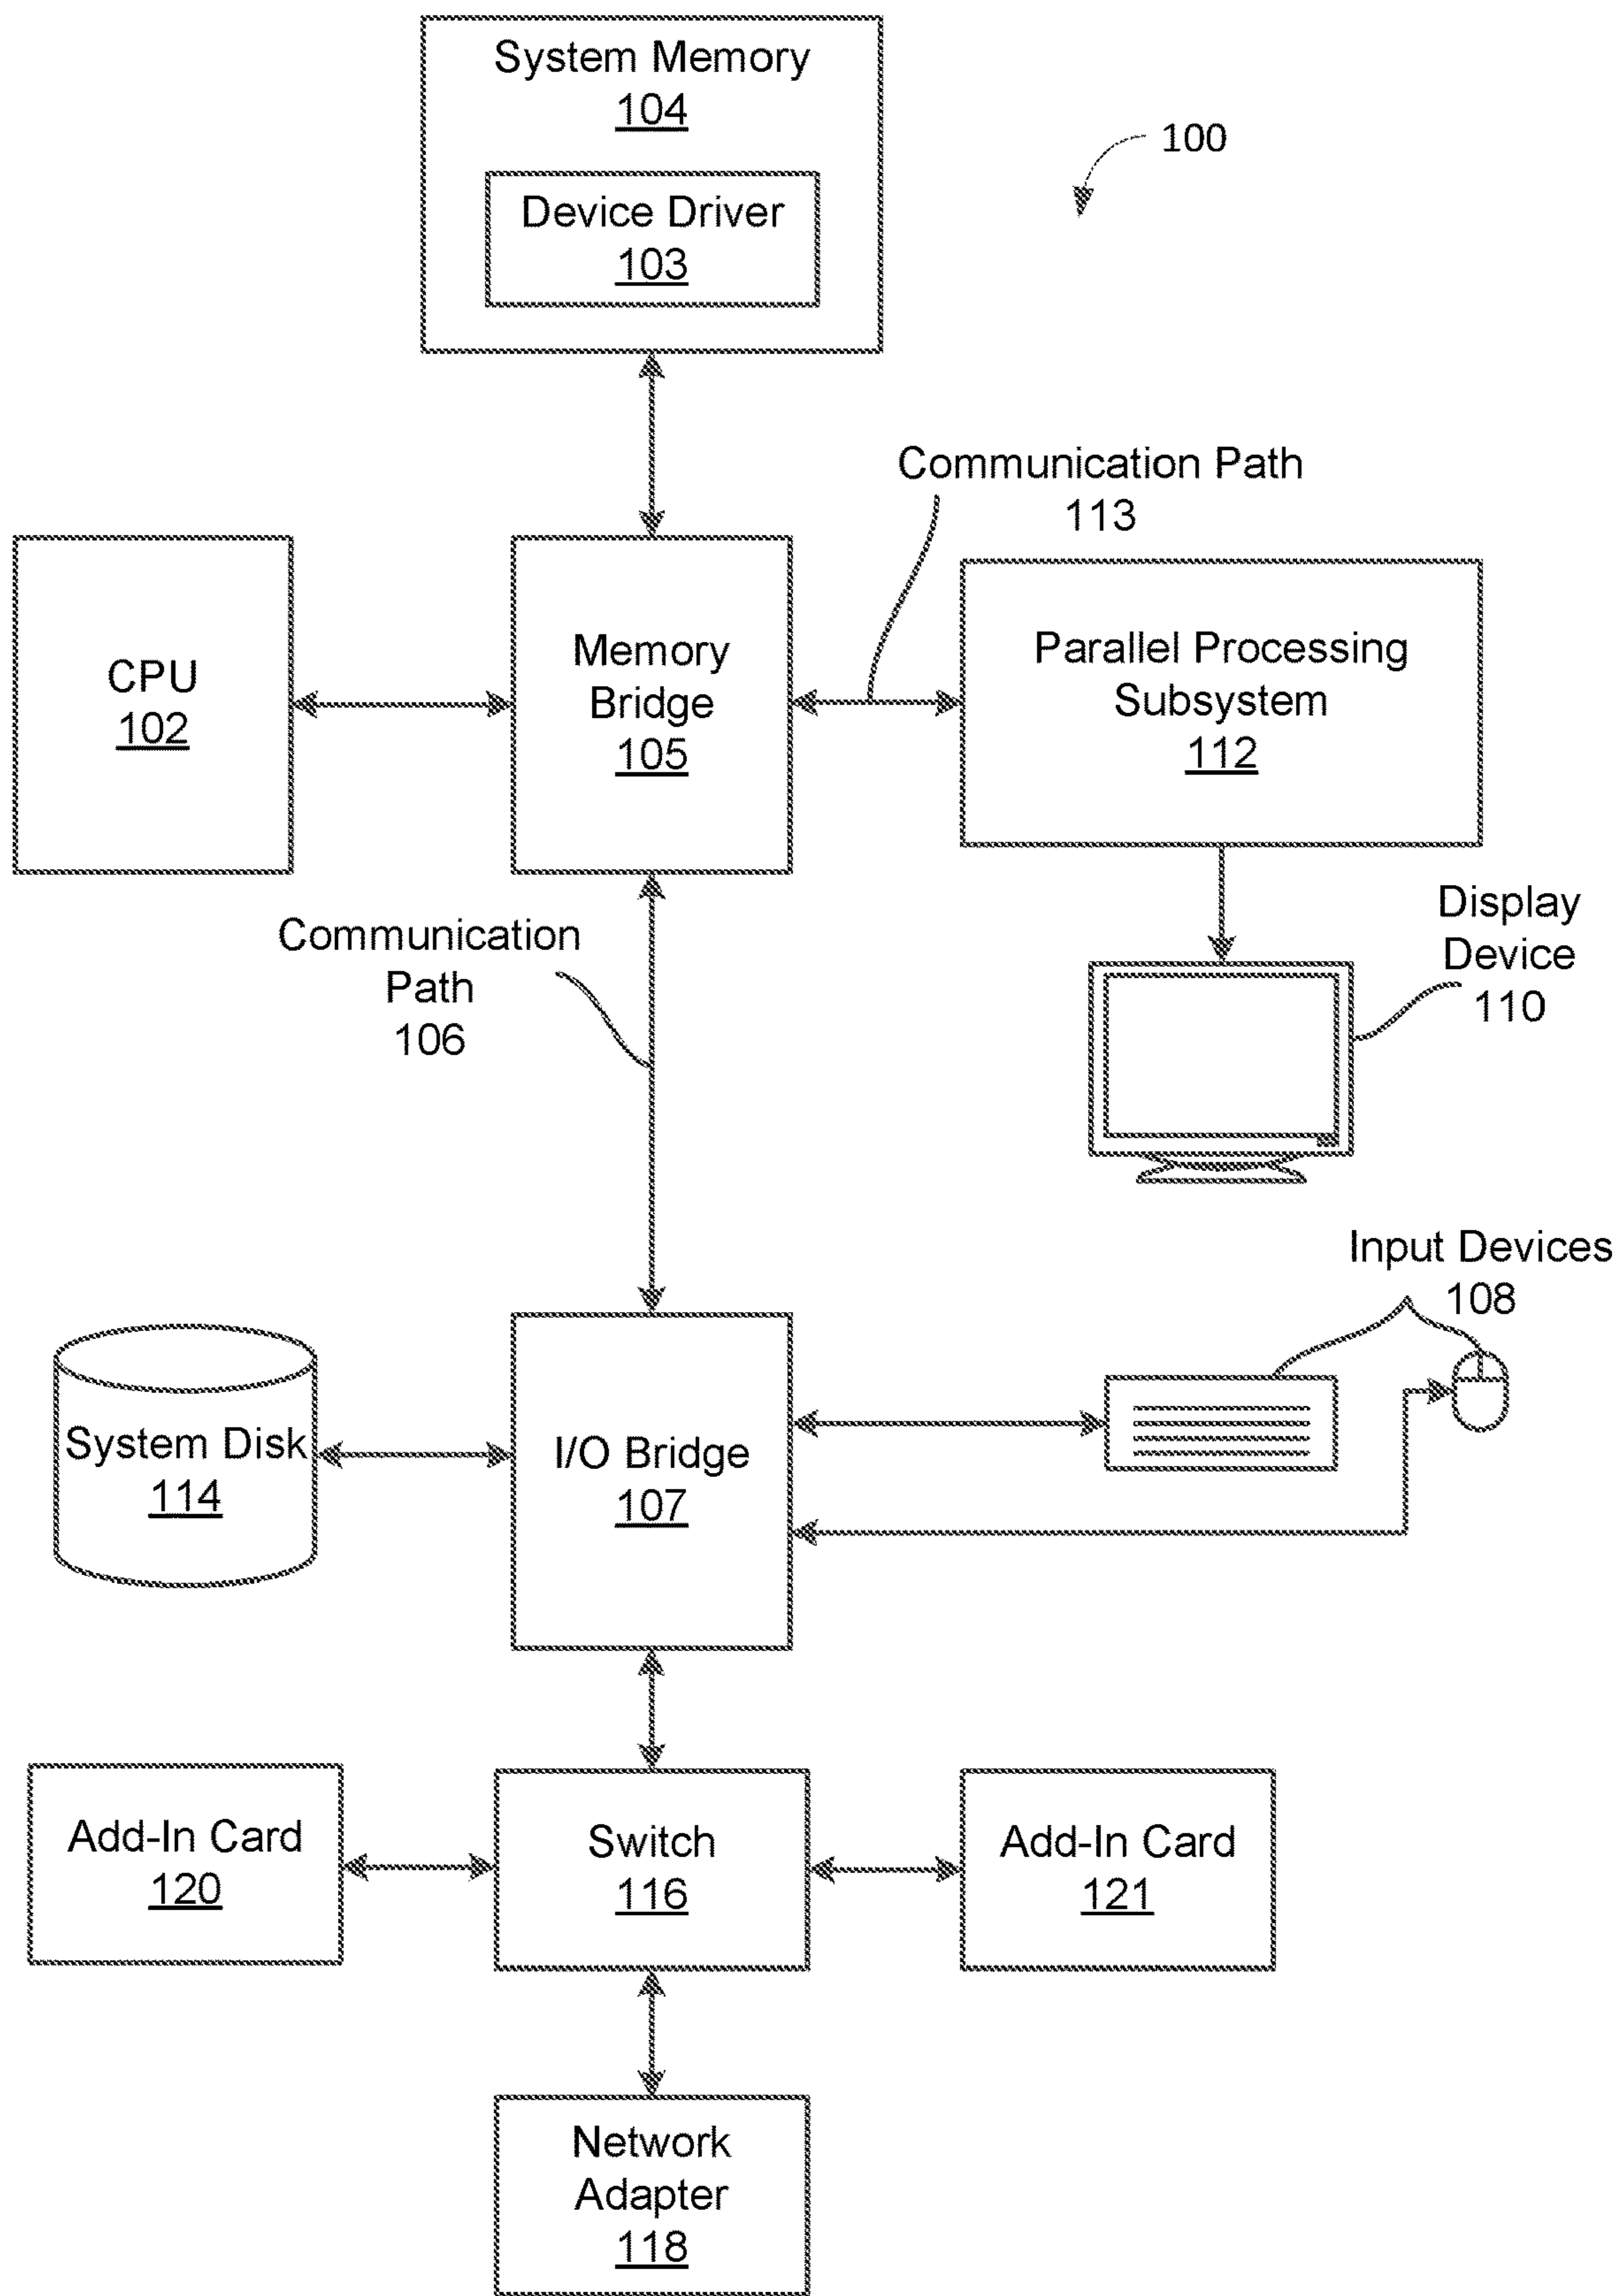 System Memory
104
Device Driver
103
100
Communication Path
113
CPU
102
Memory
Bridge
105
Parallel Processing
Subsystem
112
Communication
Path
106
Display
Device
110
Input Devices
108
System Disk
114
I/O Bridge
107
Add-In Card
120
Switch
116
Add-In Card
121
Network
Adapter
118